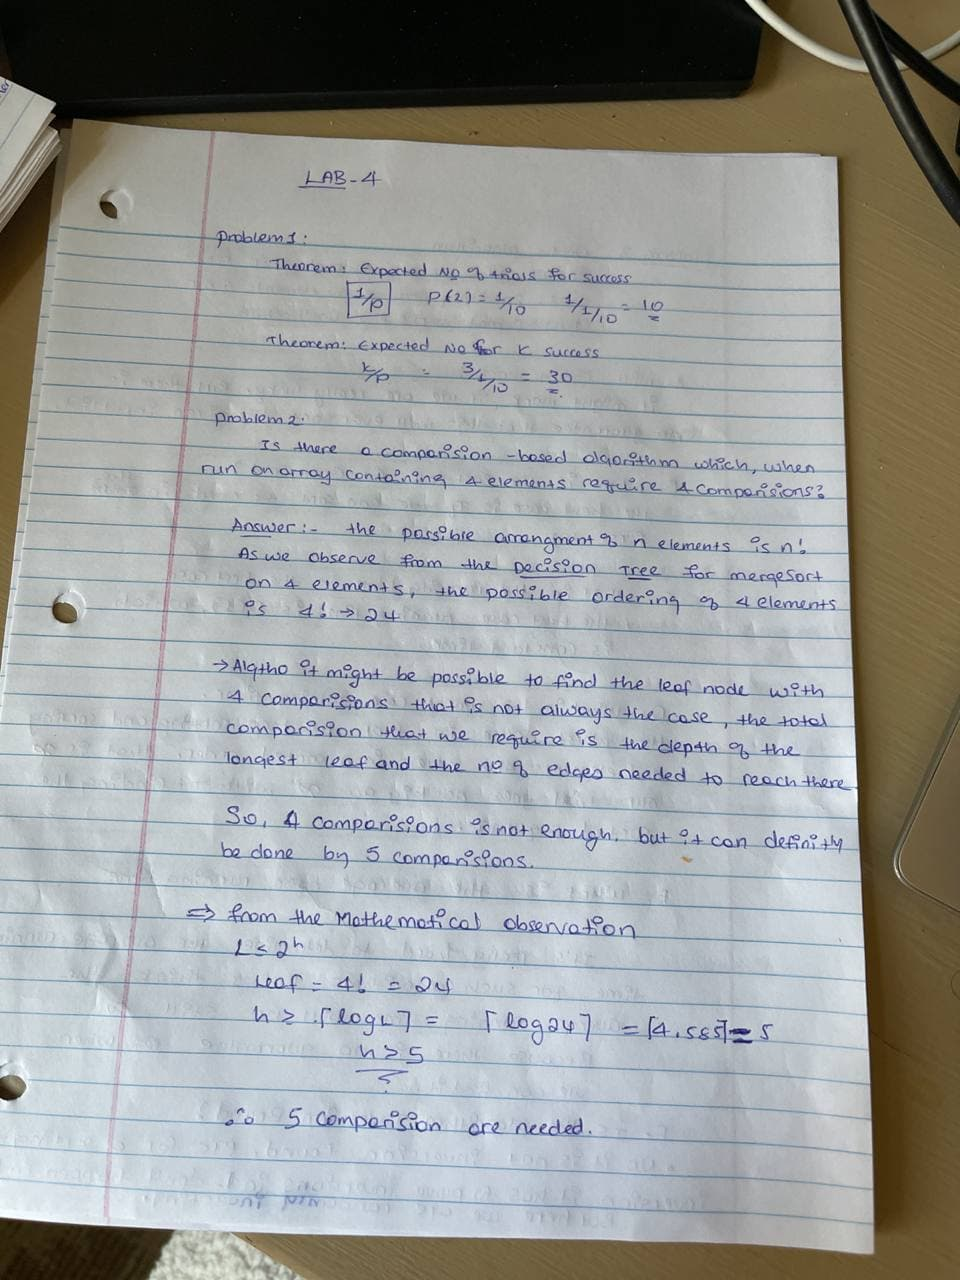 LAB-4
Problem 1:
Theorem: Expected No of trials for success
1/p P(2) = 1/10 1/1/10 = 10
Theorem: Expected No for K success
k/p = 3/1/10 = 30
Problem 2:
Is there a comparision -based algorithm which, when
run on array containing 4 elements require 4 comparisions?
Answer :- the possible arrangment of n elements is n!
As we observe from the Decision Tree for mergesort
on 4 elements, the possible ordering of 4 elements
is 4! → 24
→ Algtho it might be possible to find the leaf node with
4 comparisions that is not always the case, the total
comparision that we require is the depth of the
longest leaf and the no of edges needed to reach there
So, 4 comparisions is not enough. but it can definitly
be done by 5 comparisions.
⇒ from the Mathematical observation
L ≤ 2^h
Leaf = 4! = 24
h ≥ ⌈log L⌉ = ⌈log 24⌉ = ⌈4.585⌉ = 5
h ≥ 5
∴ 5 comparision are needed.